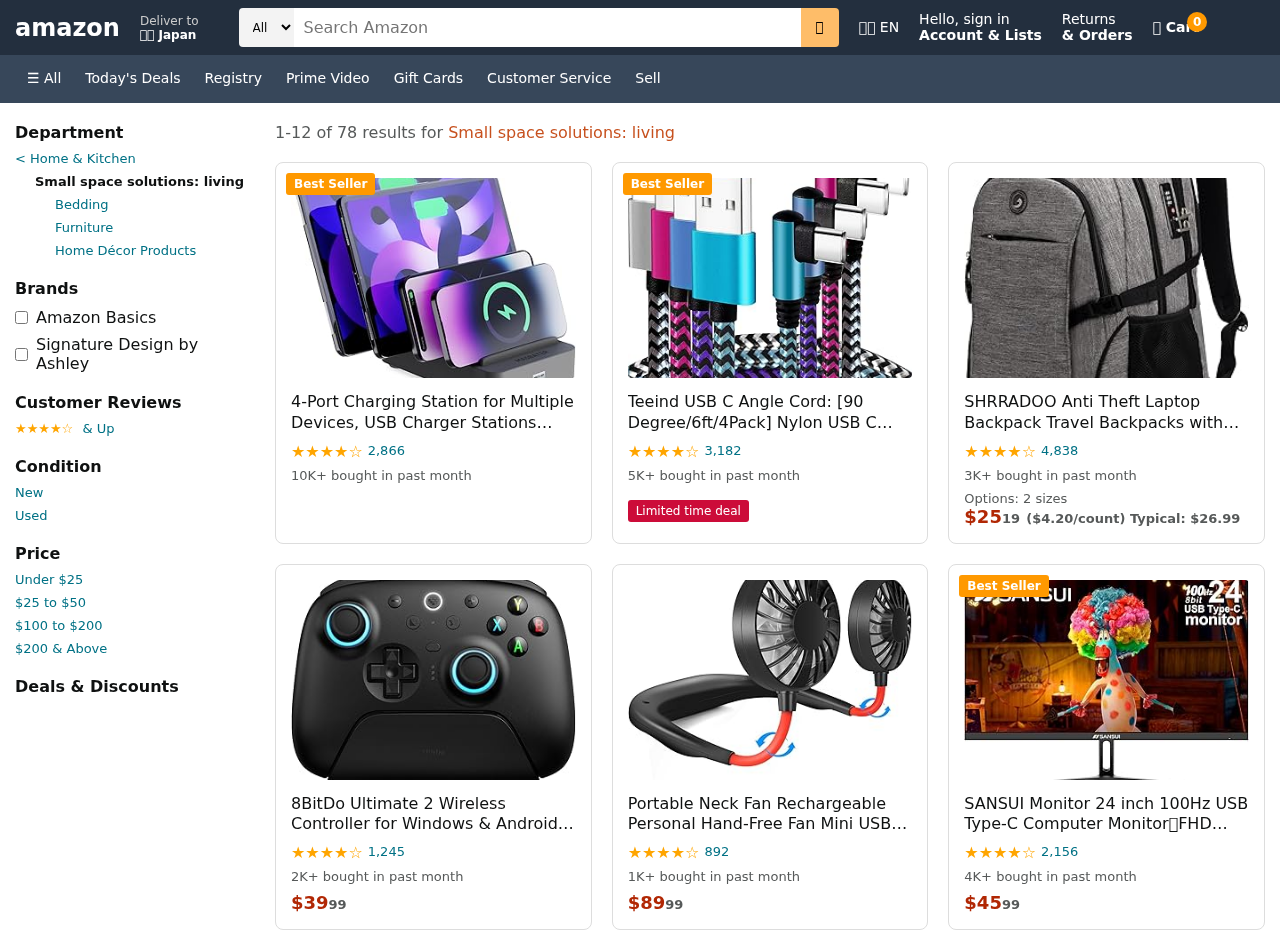 amazon
Deliver to
Japan
All
Search Amazon
EN
Hello, sign in
Account & Lists
Returns
& Orders
0
☰ All
Today's Deals
Registry
Prime Video
Gift Cards
Customer Service
Sell
Department
< Home & Kitchen
Small space solutions: living
Bedding
Furniture
Home Décor Products
Brands
Amazon Basics
Signature Design by
Ashley
Customer Reviews
★★★★☆ & Up
Condition
New
Used
Price
Under $25
$25 to $50
$100 to $200
$200 & Above
Deals & Discounts
1-12 of 78 results for Small space solutions: living
Best Seller
4-Port Charging Station for Multiple
Devices, USB Charger Stations…
★★★★☆ 2,866
10K+ bought in past month
Best Seller
Teeind USB C Angle Cord: [90
Degree/6ft/4Pack] Nylon USB C…
★★★★☆ 3,182
5K+ bought in past month
Limited time deal
SHRRADOO Anti Theft Laptop
Backpack Travel Backpacks with…
★★★★☆ 4,838
3K+ bought in past month
Options: 2 sizes
$25 19 ($4.20/count) Typical: $26.99
Y
X
B
A
8BitDo Ultimate 2 Wireless
Controller for Windows & Android…
★★★★☆ 1,245
2K+ bought in past month
$39 99
Portable Neck Fan Rechargeable
Personal Hand-Free Fan Mini USB…
★★★★☆ 892
1K+ bought in past month
$89 99
Best Seller
SANSUI
100Hz 24
8bit
USB Type-C
monitor
SANSUI
SANSUI Monitor 24 inch 100Hz USB
Type-C Computer Monitor FHD…
★★★★☆ 2,156
4K+ bought in past month
$45 99